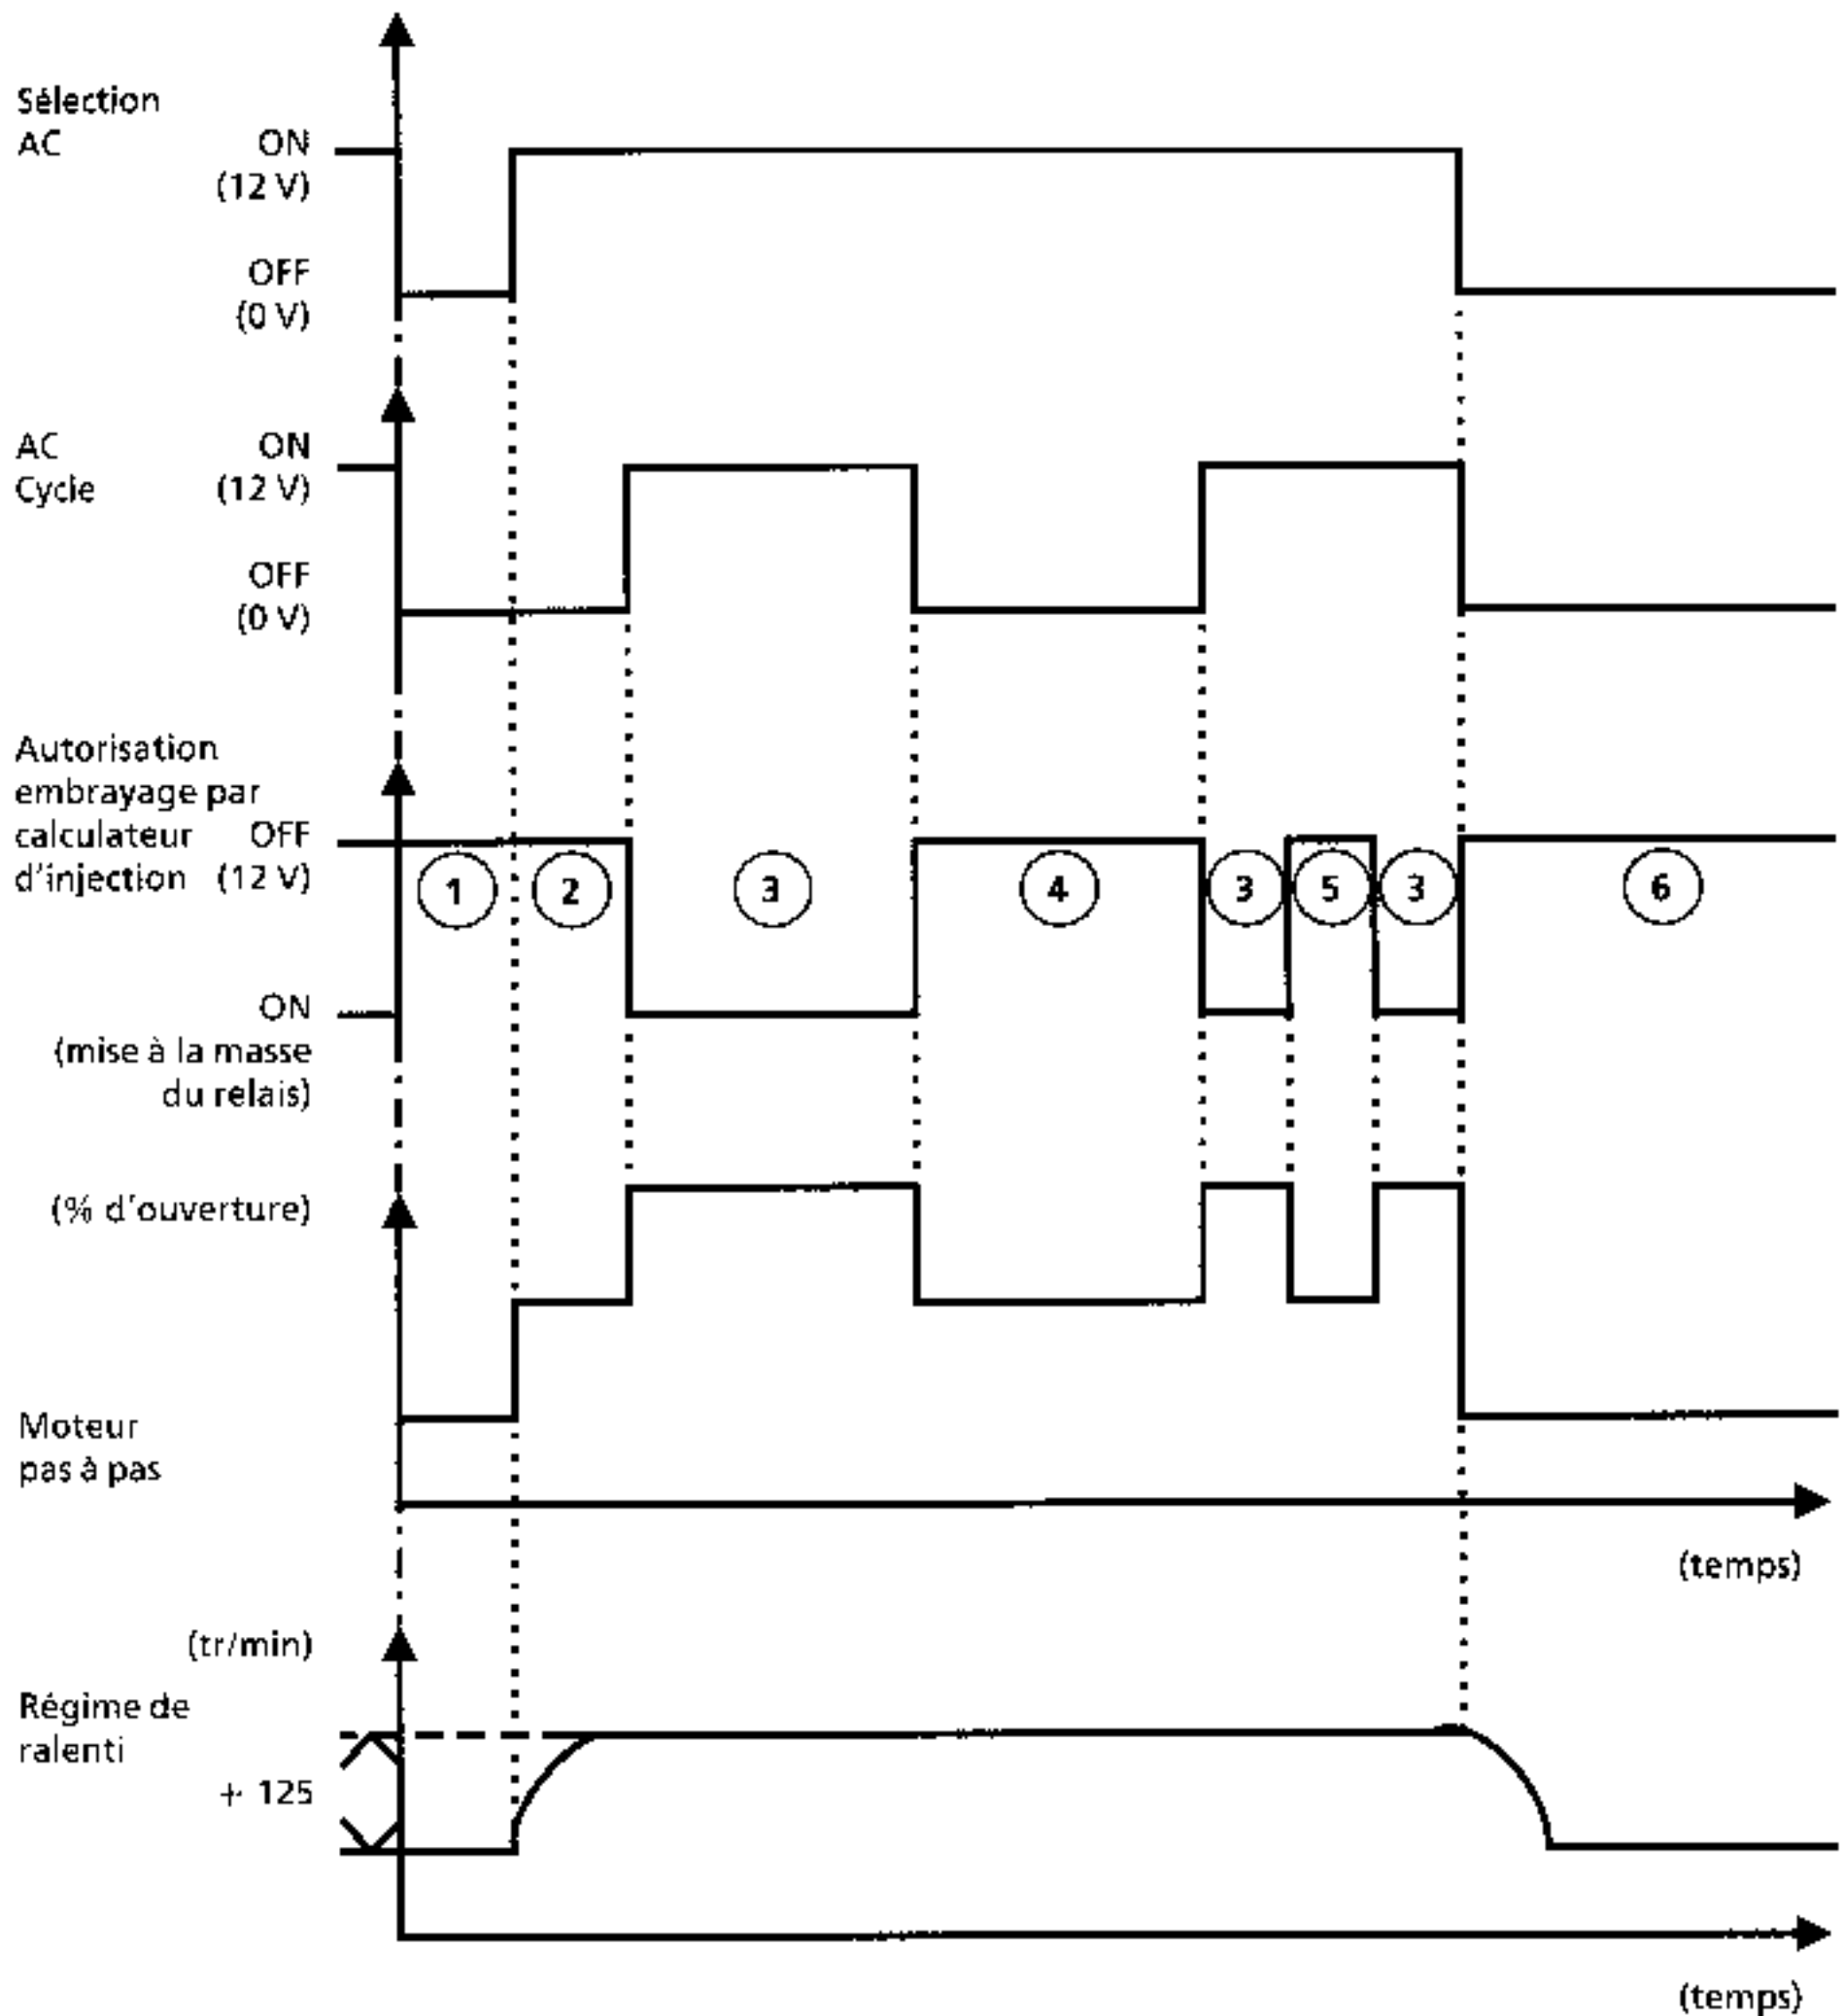 Sélection
AC ON
(12 V)
OFF
(0 V)
AC ON
Cycle (12 V)
OFF
(0 V)
Autorisation
embrayage par
calculateur OFF
d'injection (12 V)
1 2 3 4 3 5 3 6
ON
(mise à la masse
du relais)
(% d'ouverture)
Moteur
pas à pas
(temps)
(tr/min)
Régime de
ralenti
+ 125
(temps)